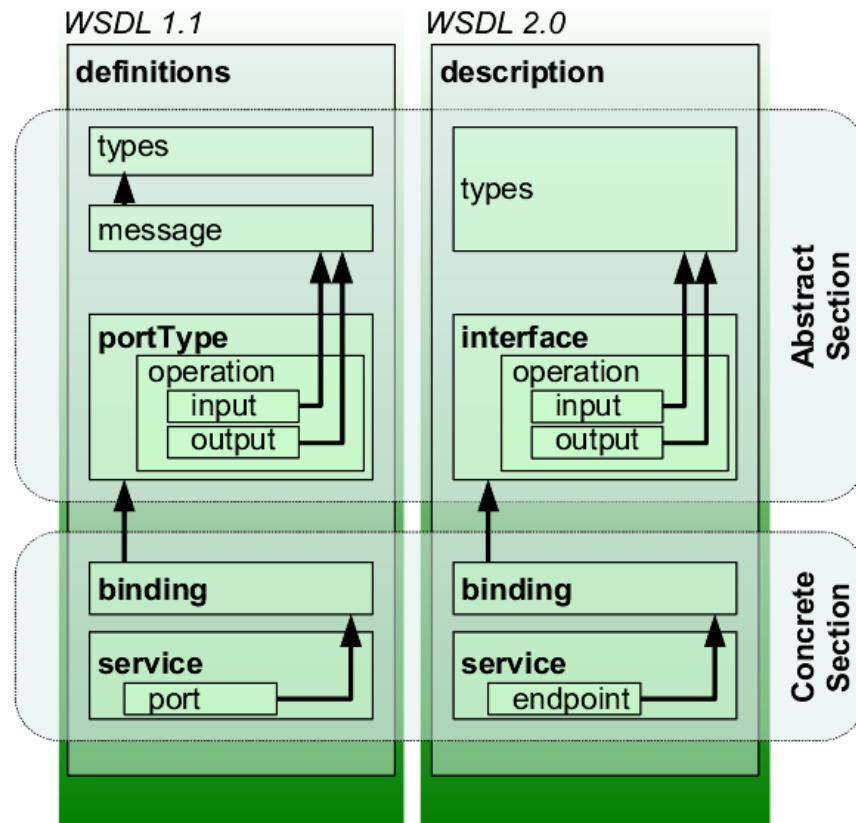 WSDL 1.1
definitions
types
message
portType
operation
input
output
binding
service
port
WSDL 2.0
description
types
interface
operation
input
output
binding
service
endpoint
Abstract
Section
Concrete
Section